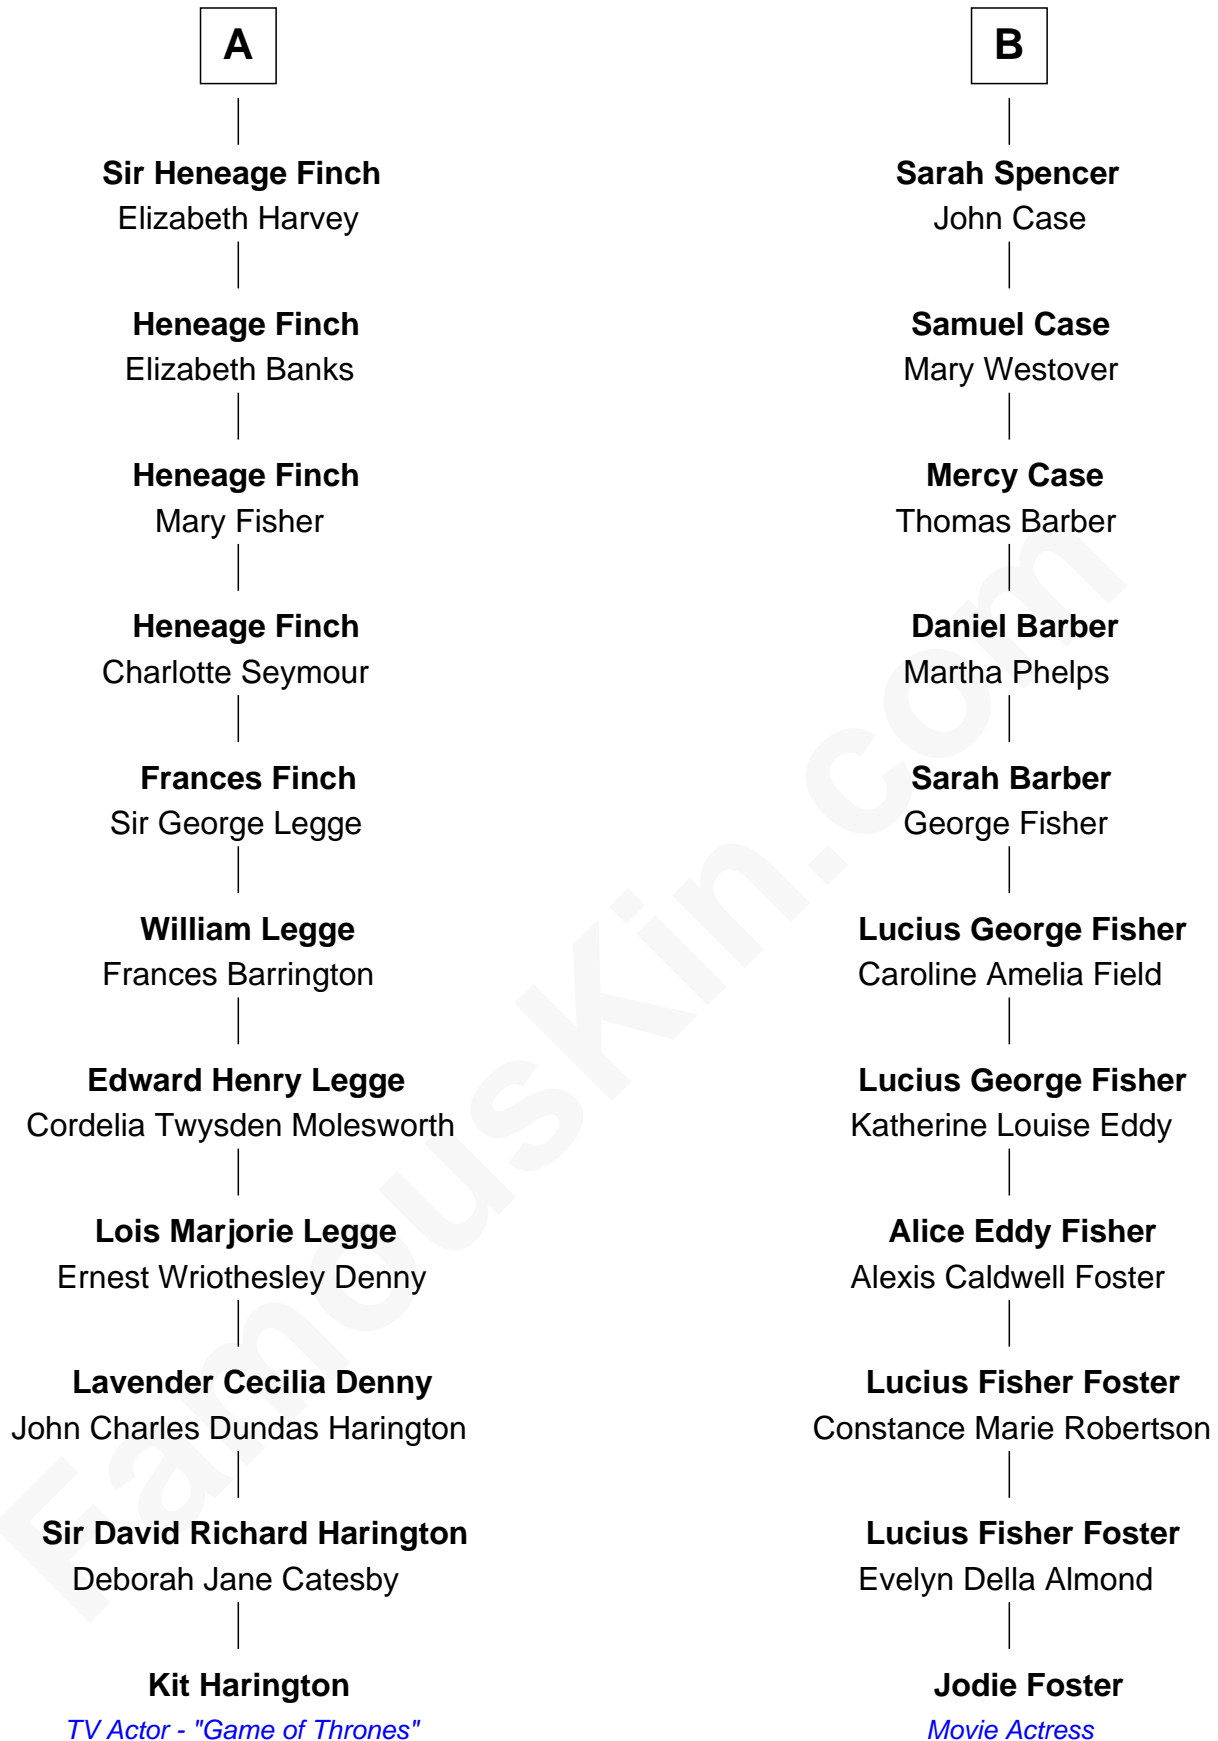 A
Sir Heneage Finch
Elizabeth Harvey
Heneage Finch
Elizabeth Banks
Heneage Finch
Mary Fisher
Heneage Finch
Charlotte Seymour
Frances Finch
Sir George Legge
William Legge
Frances Barrington
Edward Henry Legge
Cordelia Twysden Molesworth
Lois Marjorie Legge
Ernest Wriothesley Denny
Lavender Cecilia Denny
John Charles Dundas Harington
Sir David Richard Harington
Deborah Jane Catesby
Kit Harington
TV Actor - "Game of Thrones"
B
Sarah Spencer
John Case
Samuel Case
Mary Westover
Mercy Case
Thomas Barber
Daniel Barber
Martha Phelps
Sarah Barber
George Fisher
Lucius George Fisher
Caroline Amelia Field
Lucius George Fisher
Katherine Louise Eddy
Alice Eddy Fisher
Alexis Caldwell Foster
Lucius Fisher Foster
Constance Marie Robertson
Lucius Fisher Foster
Evelyn Della Almond
Jodie Foster
Movie Actress
FamousKin.com